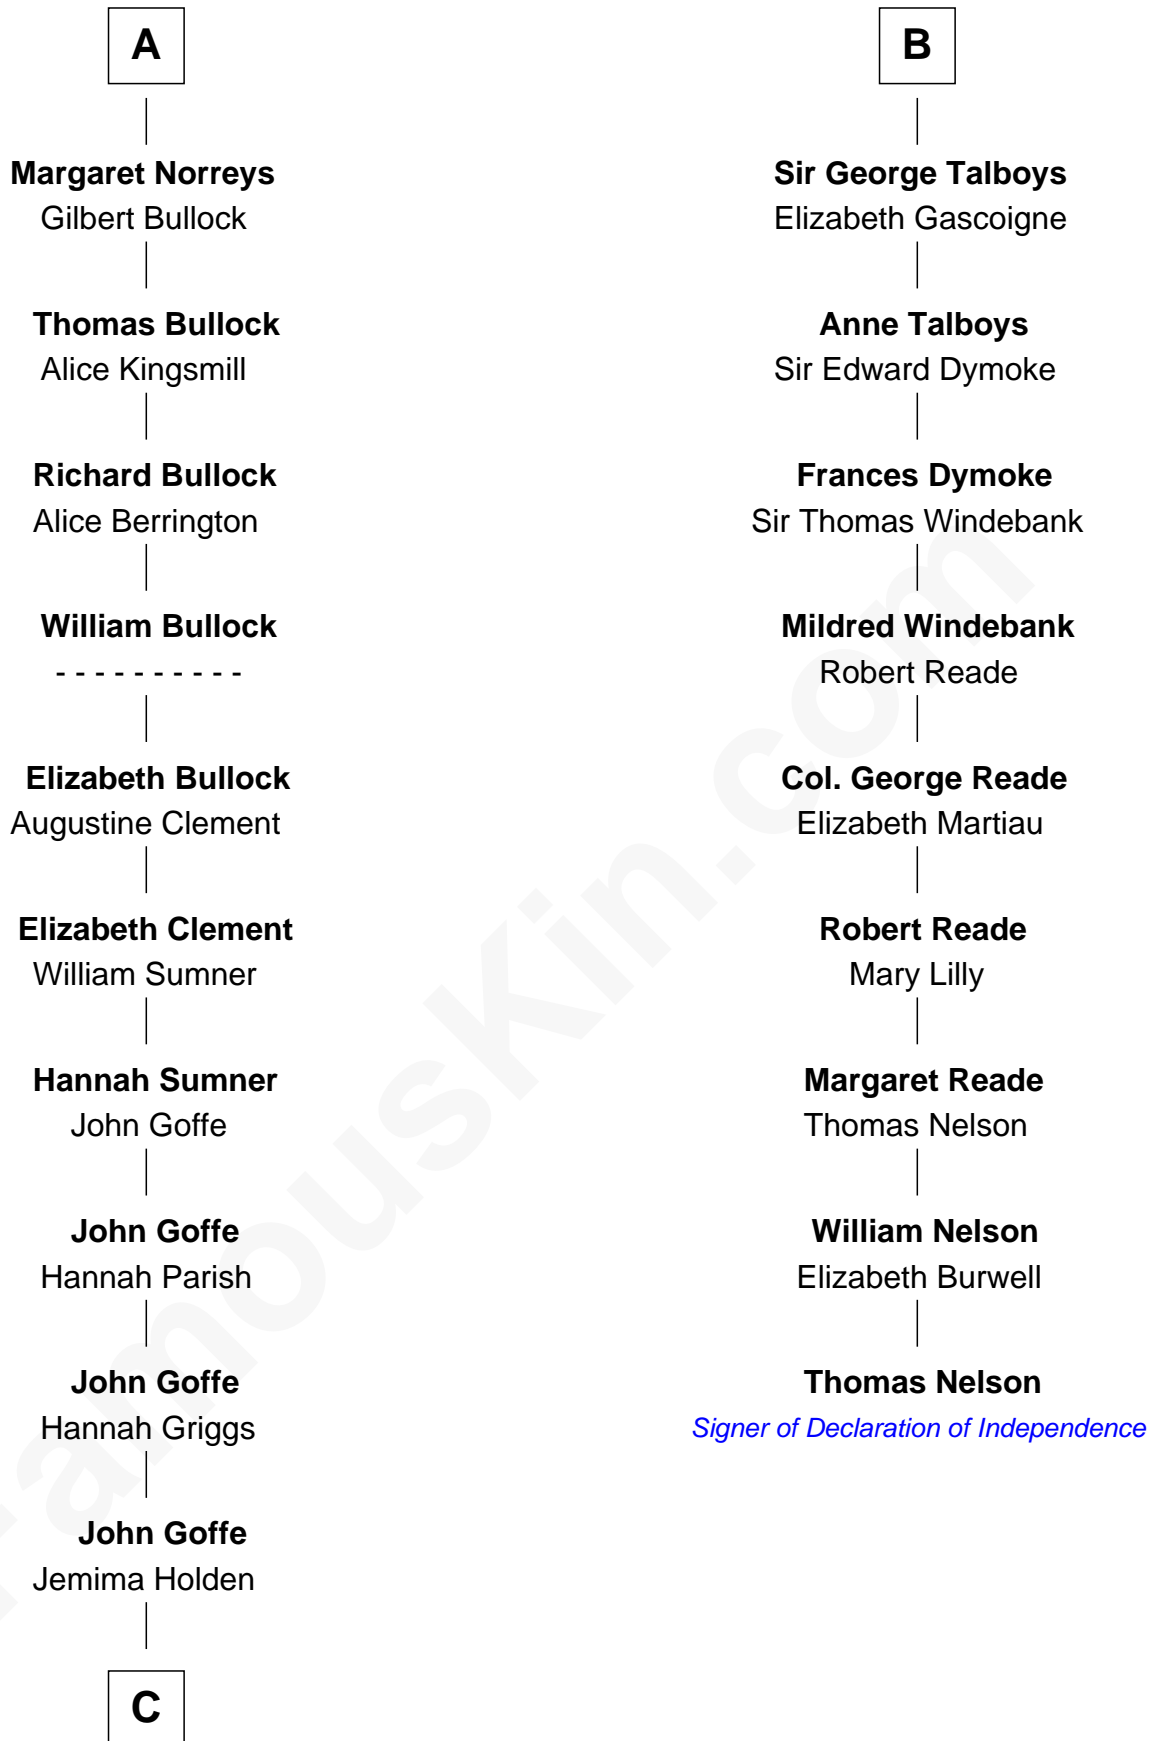 A
Margaret Norreys
Gilbert Bullock
Thomas Bullock
Alice Kingsmill
Richard Bullock
Alice Berrington
William Bullock
- - - - - - - - - -
Elizabeth Bullock
Augustine Clement
Elizabeth Clement
William Sumner
Hannah Sumner
John Goffe
John Goffe
Hannah Parish
John Goffe
Hannah Griggs
John Goffe
Jemima Holden
C
B
Sir George Talboys
Elizabeth Gascoigne
Anne Talboys
Sir Edward Dymoke
Frances Dymoke
Sir Thomas Windebank
Mildred Windebank
Robert Reade
Col. George Reade
Elizabeth Martiau
Robert Reade
Mary Lilly
Margaret Reade
Thomas Nelson
William Nelson
Elizabeth Burwell
Thomas Nelson
Signer of Declaration of Independence
FamousKin.com